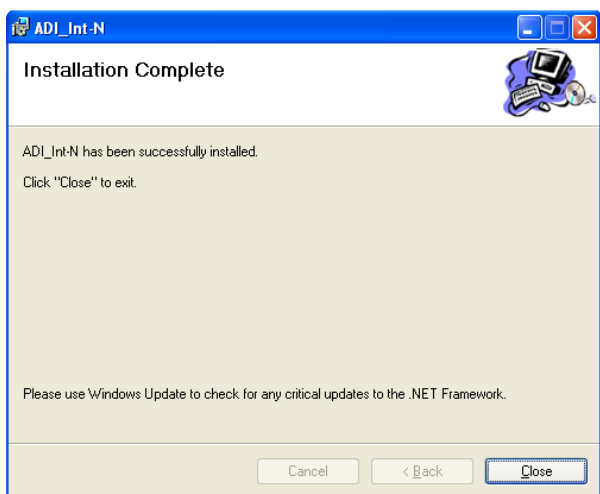 ADI_Int-N
Installation Complete
ADI_Int-N has been successfully installed.
Click "Close" to exit.
Please use Windows Update to check for any critical updates to the .NET Framework.
Cancel
< Back
Close